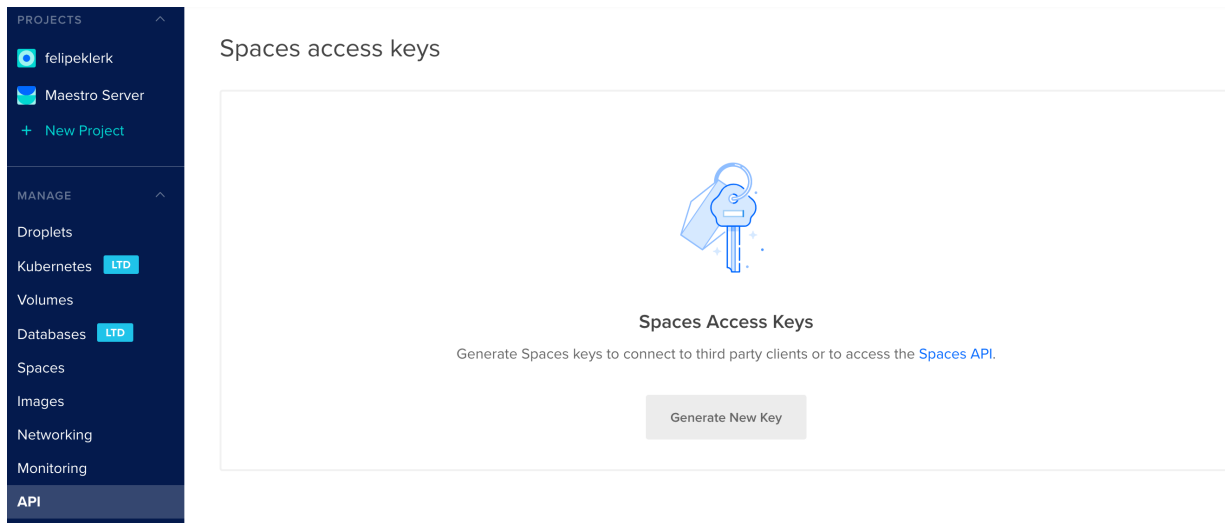 PROJECTS
felipeklerk
Maestro Server
+ New Project
MANAGE
Droplets
Kubernetes LTD
Volumes
Databases LTD
Spaces
Images
Networking
Monitoring
API
Spaces access keys
Spaces Access Keys
Generate Spaces keys to connect to third party clients or to access the Spaces API.
Generate New Key